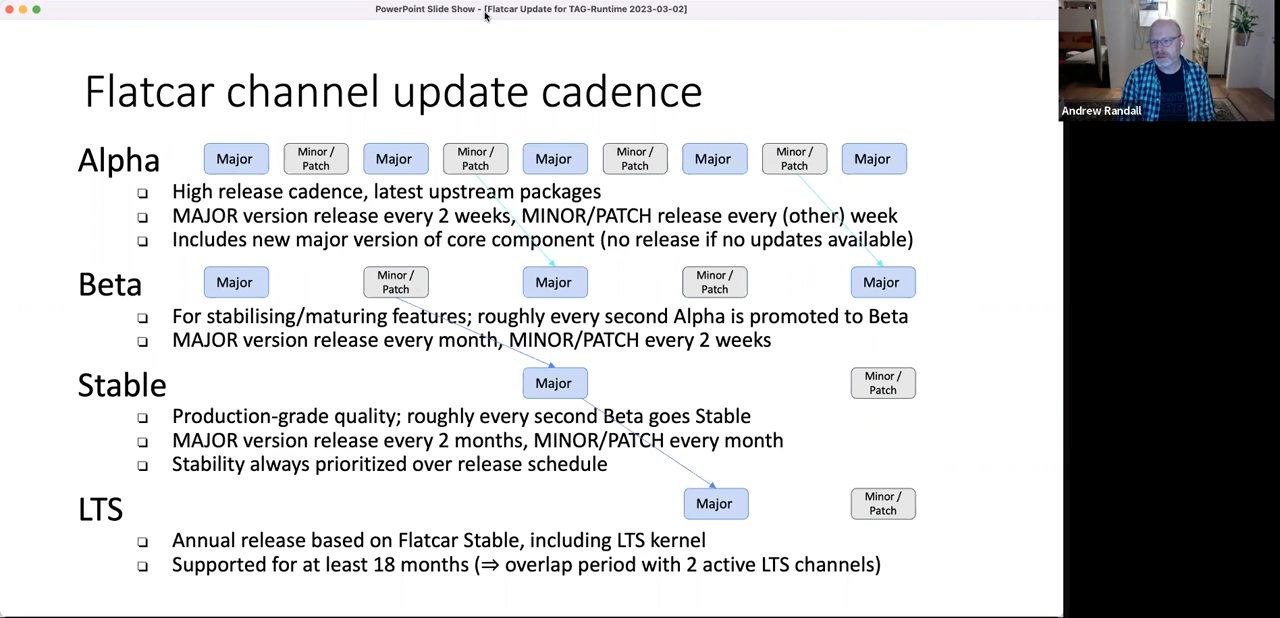 PowerPoint Slide Show - [Flatcar Update for TAG-Runtime 2023-03-02]
Andrew Randall
Flatcar channel update cadence
Alpha
Major
Minor /
Patch
Major
Minor /
Patch
Major
Minor /
Patch
Major
Minor /
Patch
Major
❑ High release cadence, latest upstream packages
❑ MAJOR version release every 2 weeks, MINOR/PATCH release every (other) week
❑ Includes new major version of core component (no release if no updates available)
Beta
Major
Minor /
Patch
Major
Minor /
Patch
Major
❑ For stabilising/maturing features; roughly every second Alpha is promoted to Beta
❑ MAJOR version release every month, MINOR/PATCH every 2 weeks
Stable
Major
Minor /
Patch
❑ Production-grade quality; roughly every second Beta goes Stable
❑ MAJOR version release every 2 months, MINOR/PATCH every month
❑ Stability always prioritized over release schedule
LTS
Major
Minor /
Patch
❑ Annual release based on Flatcar Stable, including LTS kernel
❑ Supported for at least 18 months (⇒ overlap period with 2 active LTS channels)